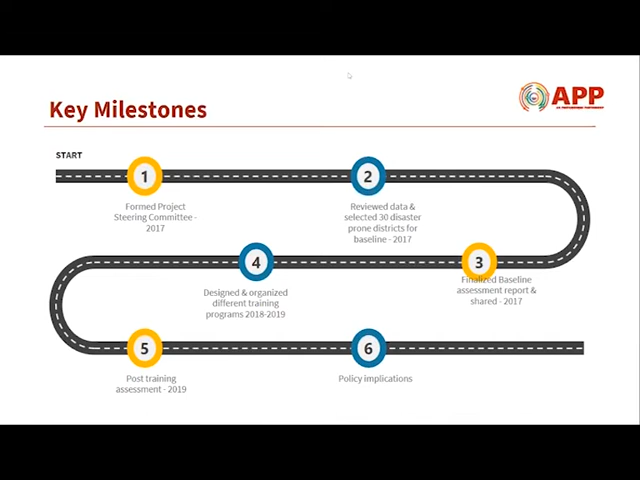 APP
Key Milestones
START
1
2
Formed Project
Steering Committee -
2017
Reviewed data &
selected 30 disaster
prone districts for
baseline - 2017
4
3
Designed & organized
different training
programs 2018-2019
Finalized Baseline
assessment report &
shared - 2017
5
6
Post training
assessment - 2019
Policy implications